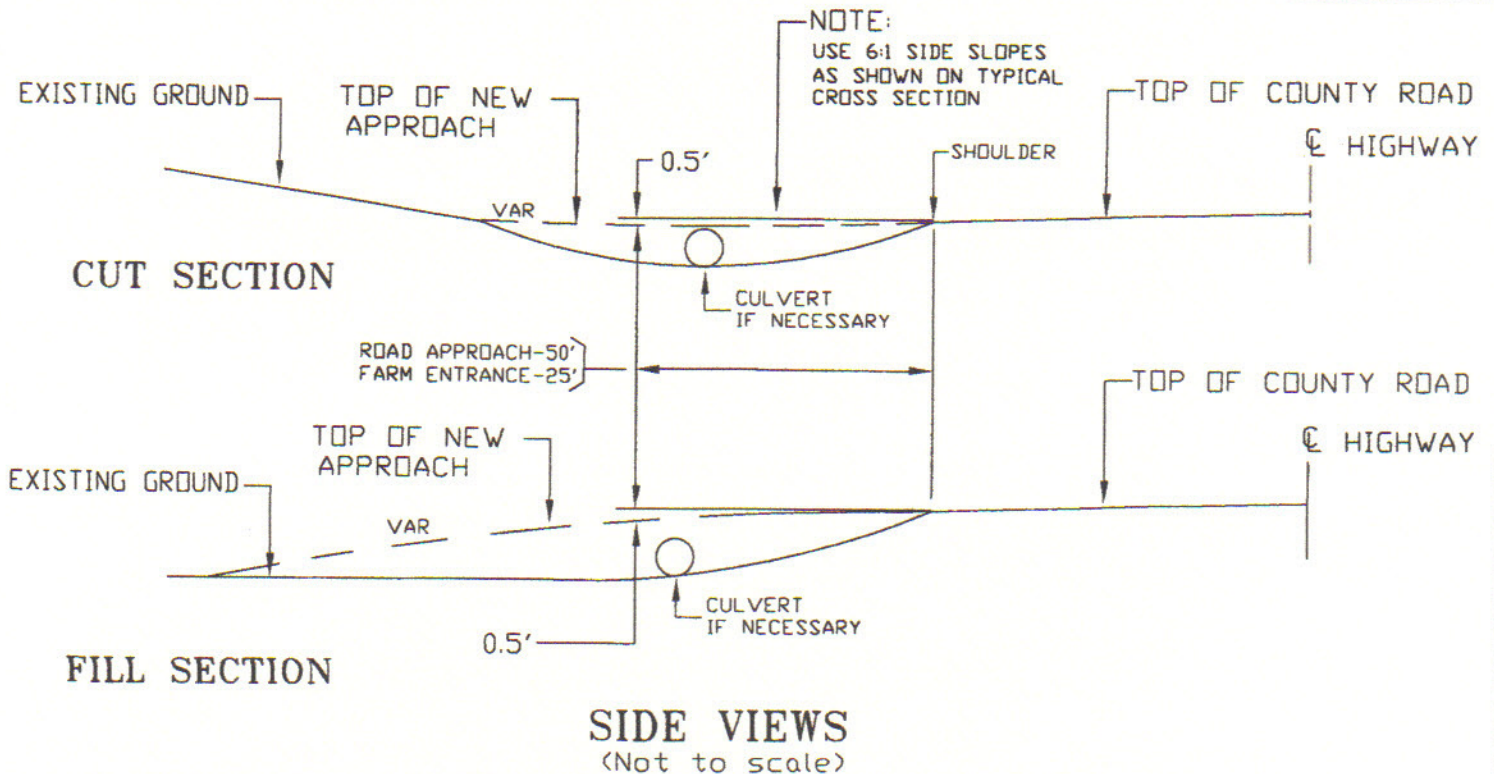 NOTE:
USE 6:1 SIDE SLOPES
AS SHOWN ON TYPICAL
CROSS SECTION
EXISTING GROUND
TOP OF NEW
APPROACH
TOP OF COUNTY ROAD
℄ HIGHWAY
0.5'
SHOULDER
VAR
CUT SECTION
CULVERT
IF NECESSARY
ROAD APPROACH-50'
FARM ENTRANCE-25'
TOP OF COUNTY ROAD
℄ HIGHWAY
TOP OF NEW
APPROACH
EXISTING GROUND
VAR
CULVERT
IF NECESSARY
0.5'
FILL SECTION
SIDE VIEWS
(Not to scale)